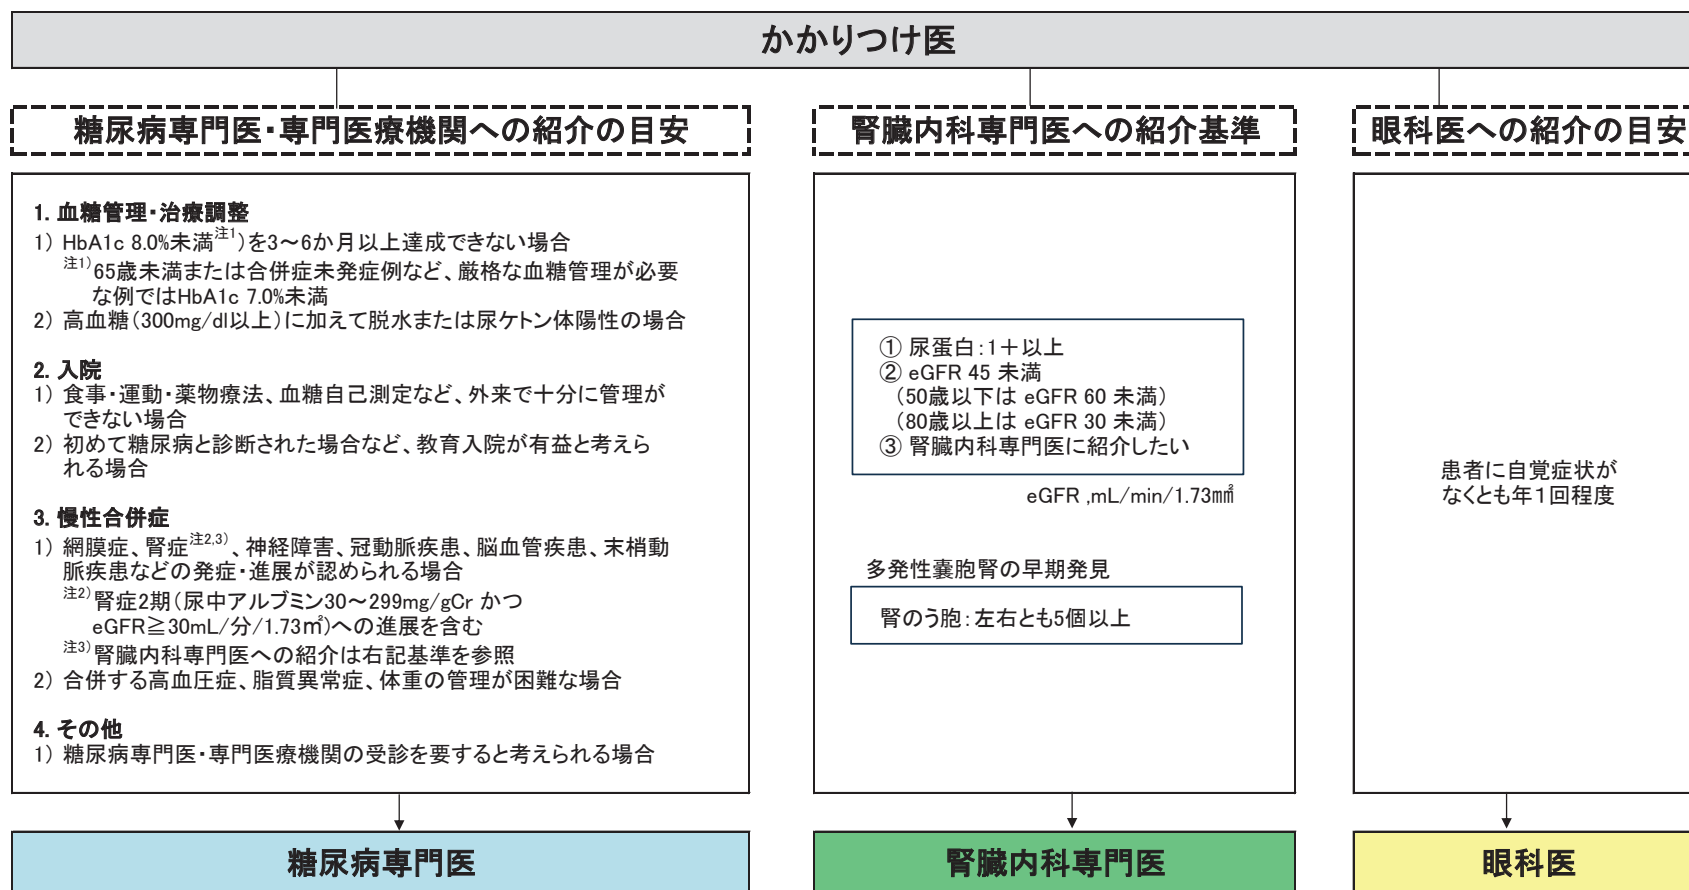 かかりつけ医
糖尿病専門医・専門医療機関への紹介の目安
1. 血糖管理・治療調整
1) HbA1c 8.0%未満注1)を3～6か月以上達成できない場合
注1)65歳未満または合併症未発症例など、厳格な血糖管理が必要
な例ではHbA1c 7.0%未満
2) 高血糖(300mg/dl以上)に加えて脱水または尿ケトン体陽性の場合
2. 入院
1) 食事・運動・薬物療法、血糖自己測定など、外来で十分に管理が
できない場合
2) 初めて糖尿病と診断された場合など、教育入院が有益と考えら
れる場合
3. 慢性合併症
1) 網膜症、腎症注2,3)、神経障害、冠動脈疾患、脳血管疾患、末梢動
脈疾患などの発症・進展が認められる場合
注2)腎症2期(尿中アルブミン30～299mg/gCr かつ
eGFR≧30mL/分/1.73㎡)への進展を含む
注3)腎臓内科専門医への紹介は右記基準を参照
2) 合併する高血圧症、脂質異常症、体重の管理が困難な場合
4. その他
1) 糖尿病専門医・専門医療機関の受診を要すると考えられる場合
糖尿病専門医
腎臓内科専門医への紹介基準
① 尿蛋白:1＋以上
② eGFR 45 未満
(50歳以下は eGFR 60 未満)
(80歳以上は eGFR 30 未満)
③ 腎臓内科専門医に紹介したい
eGFR ,mL/min/1.73㎟
多発性嚢胞腎の早期発見
腎のう胞:左右とも5個以上
腎臓内科専門医
眼科医への紹介の目安
患者に自覚症状が
なくとも年１回程度
眼科医